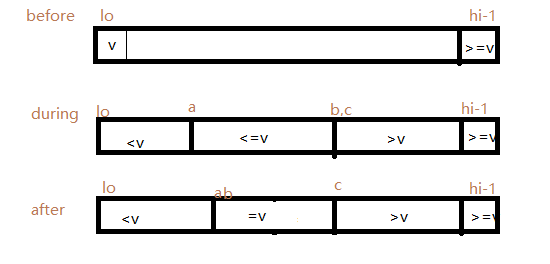 before lo hi-1
v >=v
during lo a b,c hi-1
<v <=v >v >=v
after lo ab c hi-1
<v =v >v >=v